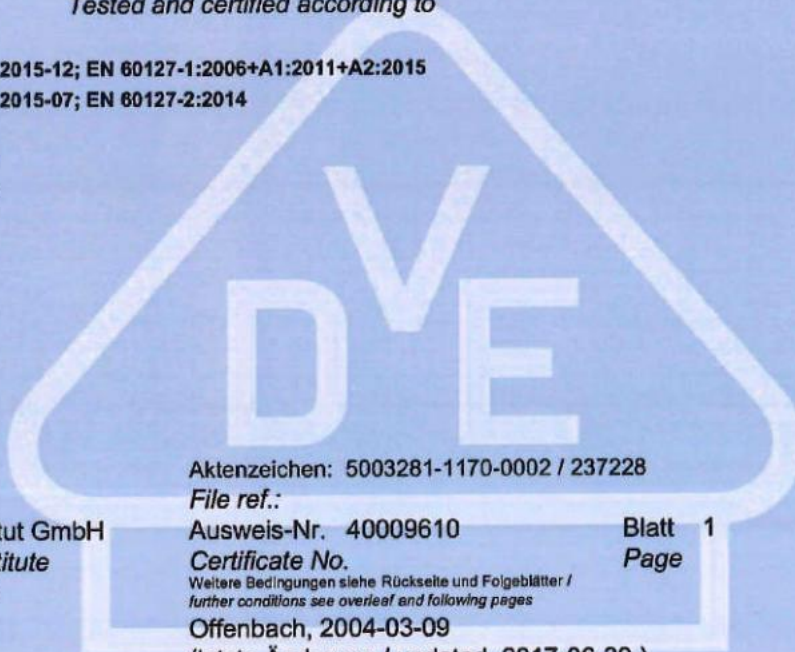 Tested and certified according to
2015-12; EN 60127-1:2006+A1:2011+A2:2015
2015-07; EN 60127-2:2014
DVE
Aktenzeichen: 5003281-1170-0002 / 237228
File ref.:
tut GmbH Ausweis-Nr. 40009610 Blatt 1
titute Certificate No. Page
Weitere Bedingungen siehe Rückseite und Folgeblätter /
further conditions see overleaf and following pages
Offenbach, 2004-03-09